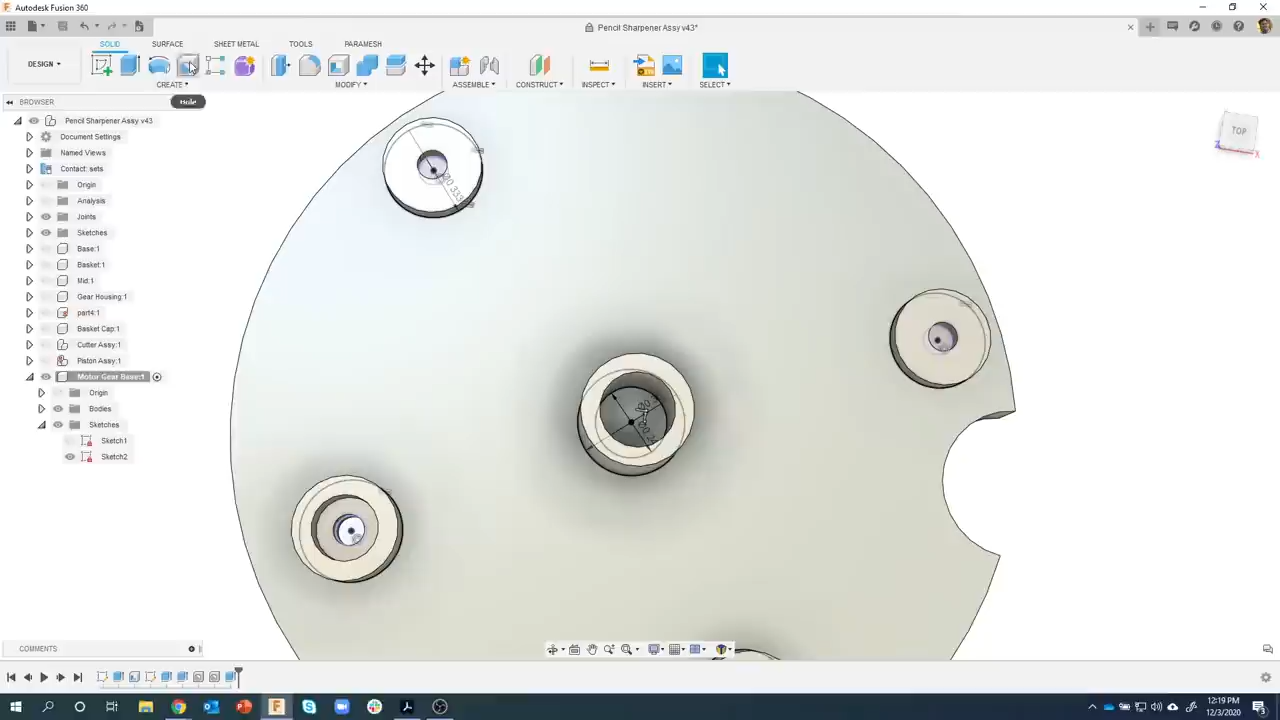 Autodesk Fusion 360
Pencil Sharpener Assy v43*
SOLID SURFACE SHEET METAL TOOLS PARAMESH
DESIGN
CREATE MODIFY ASSEMBLE CONSTRUCT INSPECT INSERT SELECT
BROWSER
Hole
Pencil Sharpener Assy v43
Document Settings
Named Views
Contact: sets
Origin
Analysis
Joints
Sketches
Base:1
Basket:1
Mid:1
Gear Housing:1
part4:1
Basket Cap:1
Cutter Assy:1
Piston Assy:1
Motor Gear Base:1
Origin
Bodies
Sketches
Sketch1
Sketch2
TOP
Z
X
COMMENTS
12:19 PM
12/3/2020